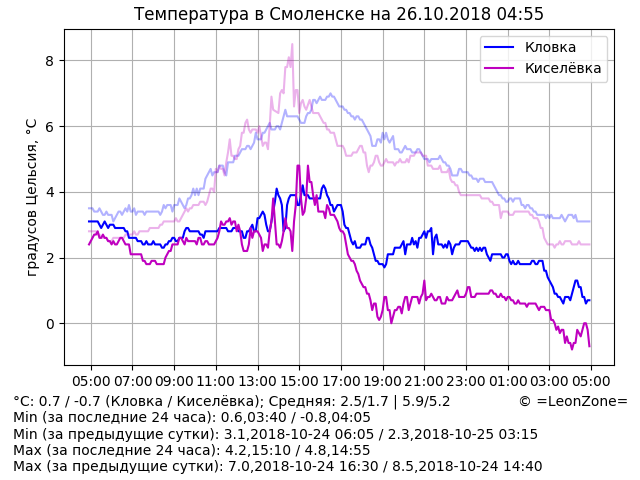 Температура в Смоленске на 26.10.2018 04:55
Кловка
Киселёвка
градусов Цельсия, °C
8
6
4
2
0
05:00 07:00 09:00 11:00 13:00 15:00 17:00 19:00 21:00 23:00 01:00 03:00 05:00
°C: 0.7 / -0.7 (Кловка / Киселёвка); Средняя: 2.5/1.7 | 5.9/5.2 © =LeonZone=
Min (за последние 24 часа): 0.6,03:40 / -0.8,04:05
Min (за предыдущие сутки): 3.1,2018-10-24 06:05 / 2.3,2018-10-25 03:15
Max (за последние 24 часа): 4.2,15:10 / 4.8,14:55
Max (за предыдущие сутки): 7.0,2018-10-24 16:30 / 8.5,2018-10-24 14:40